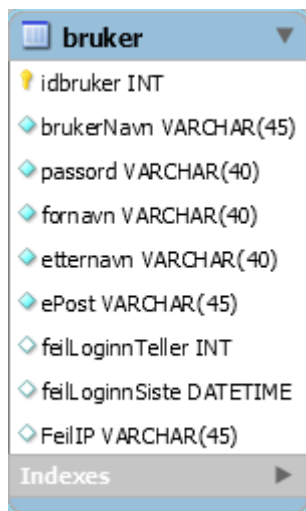 bruker
idbruker INT
brukerNavn VARCHAR(45)
passord VARCHAR(40)
fornavn VARCHAR(40)
etternavn VARCHAR(40)
ePost VARCHAR(45)
feilLoginnTeller INT
feilLoginnSiste DATETIME
FeilIP VARCHAR(45)
Indexes